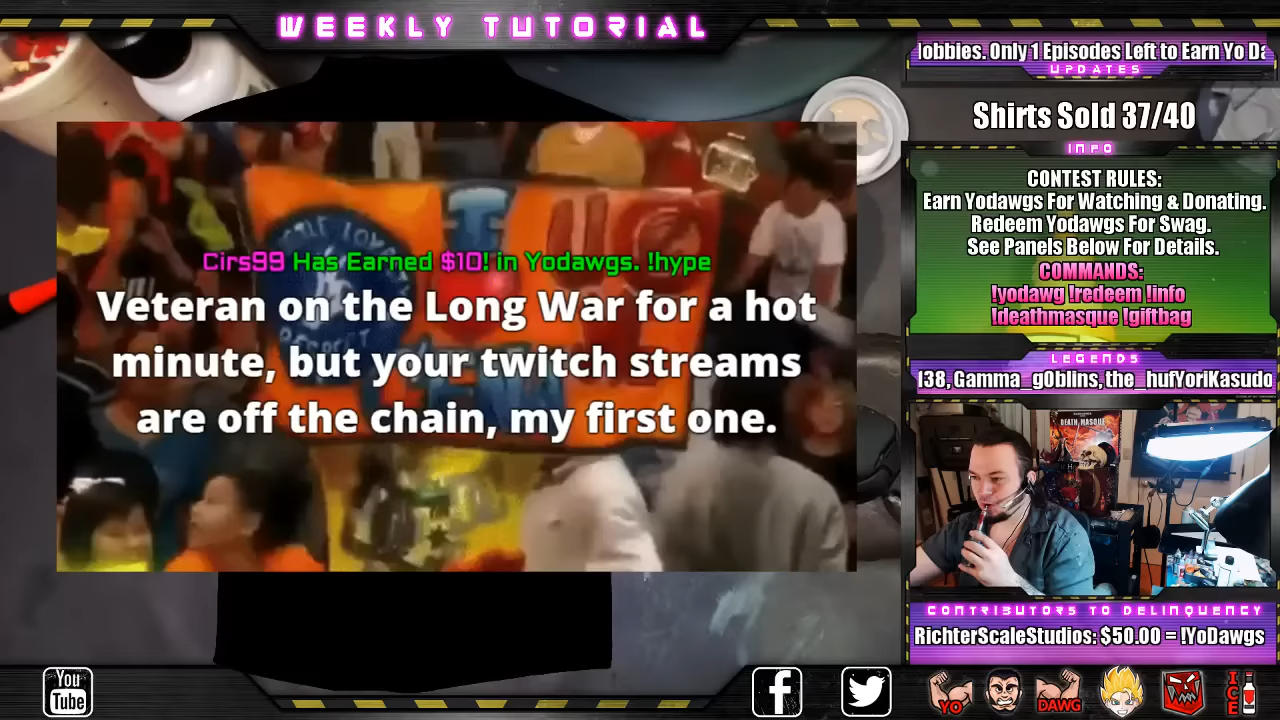 WEEKLY TUTORIAL
Only 1 Episodes Left to Earn Yo
UPDATES
Shirts Sold 37/40
INFO
CONTEST RULES:
Earn Yodawgs For Watching & Donating.
Redeem Yodawgs For Swag.
See Panels Below For Details.
COMMANDS:
!yodawg !redeem !info
!deathmasque !giftbag
LEGENDS
Gamma_g0blins, the_hufYoriKasudo
Cirs99 Has Earned $10! in Yodawgs. !hype
Veteran on the Long War for a hot
minute, but your twitch streams
are off the chain, my first one.
DEATH MASQUE
CONTRIBUTORS TO DELINQUENCY
RichterScaleStudios: $50.00 = !YoDawgs
You
Tube
YO
DAWG
ICE